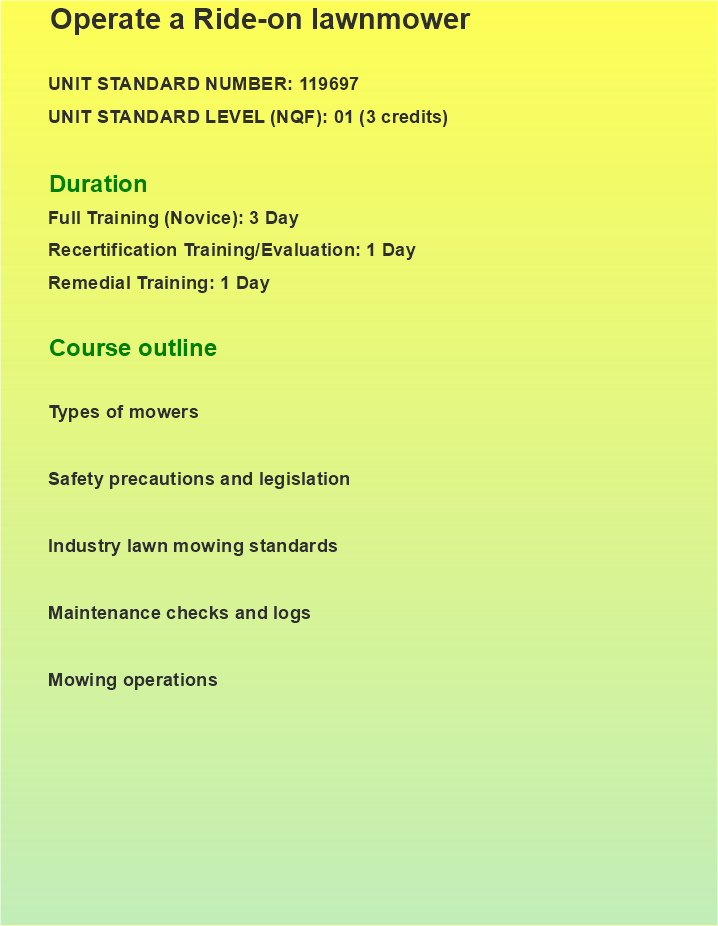 Operate a Ride-on lawnmower
UNIT STANDARD NUMBER: 119697
UNIT STANDARD LEVEL (NQF): 01 (3 credits)
Duration
Full Training (Novice): 3 Day
Recertification Training/Evaluation: 1 Day
Remedial Training: 1 Day
Course outline
Types of mowers
Safety precautions and legislation
Industry lawn mowing standards
Maintenance checks and logs
Mowing operations